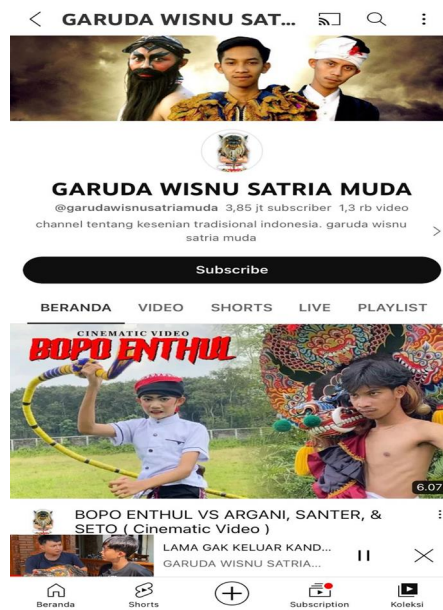 GARUDA WISNU SAT...
GARUDA WISNU SATRIA MUDA
@garudawisnusatriamuda 3,85 jt subscriber 1,3 rb video
channel tentang kesenian tradisional indonesia. garuda wisnu
satria muda
Subscribe
BERANDA VIDEO SHORTS LIVE PLAYLIST
CINEMATIC VIDEO
BOPO ENTHUL
6.07
BOPO ENTHUL VS ARGANI, SANTER, &
SETO ( Cinematic Video )
LAMA GAK KELUAR KAND...
GARUDA WISNU SATRIA...
Beranda Shorts Subscription Koleksi